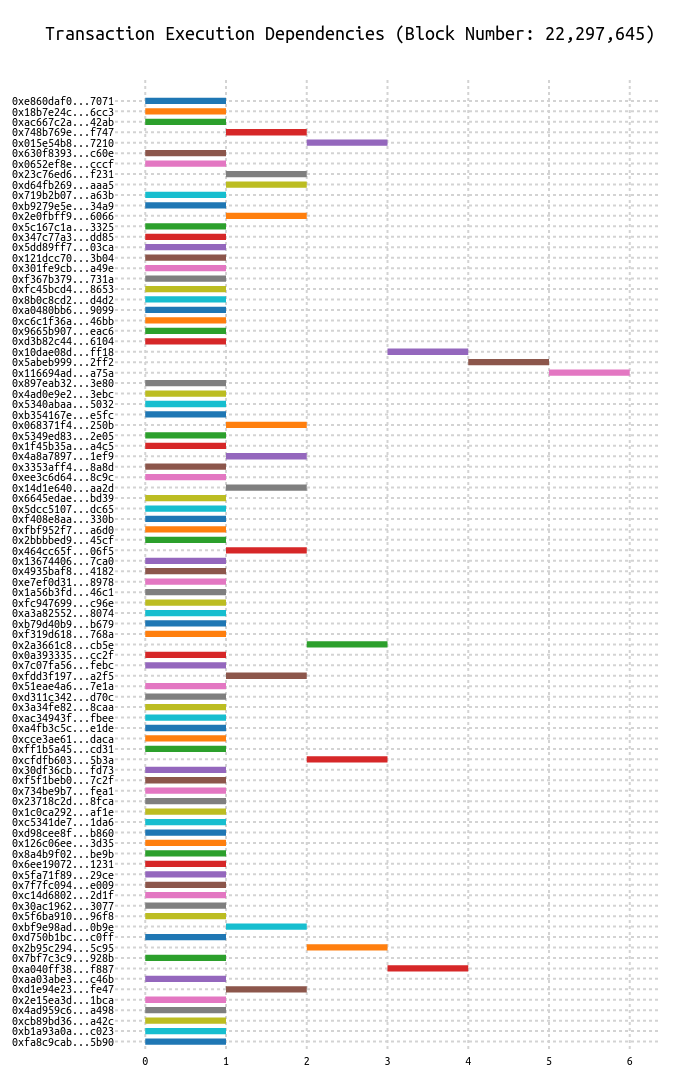 Transaction Execution Dependencies (Block Number: 22,297,645)
0xe860daf0...7071
0x18b7e24c...6cc3
0xac667c2a...42ab
0x748b769e...f747
0x015e54b8...7210
0x630f8393...c60e
0x0652ef8e...cccf
0x23c76ed6...f231
0xd64fb269...aaa5
0x719b2b07...a63b
0xb9279e5e...34a9
0x2e0fbff9...6066
0x5c167c1a...3325
0x347c77a3...dd85
0x5dd89ff7...03ca
0x121dcc70...3b04
0x301fe9cb...a49e
0xf367b379...731a
0xfc45bcd4...8653
0x8b0c8cd2...d4d2
0xa0480bb6...9099
0xc6c1f36a...46bb
0x9665b907...eac6
0xd3b82c44...6104
0x10dae08d...ff18
0x5abeb999...2ff2
0x116694ad...a75a
0x897eab32...3e80
0x4ad0e9e2...3ebc
0x5340abaa...5032
0xb354167e...e5fc
0x068371f4...250b
0x5349ed83...2e05
0x1f45b35a...a4c5
0x4a8a7897...1ef9
0x3353aff4...8a8d
0xee3c6d64...8c9c
0x14d1e640...aa2d
0x6645edae...bd39
0x5dcc5107...dc65
0xf408e8aa...330b
0xfbf952f7...a6d0
0x2bbbbed9...45cf
0x464cc65f...06f5
0x13674406...7ca0
0x4935baf8...4182
0xe7ef0d31...8978
0x1a56b3fd...46c1
0xfc947699...c96e
0xa3a82552...8074
0xb79d40b9...b679
0xf319d618...768a
0x2a3661c8...cb5e
0x0a393335...cc2f
0x7c07fa56...febc
0xfdd3f197...a2f5
0x51eae4a6...7e1a
0xd311c342...d70c
0x3a34fe82...8caa
0xac34943f...fbee
0xa4fb3c5c...e1de
0xcce3ae61...daca
0xff1b5a45...cd31
0xcfdfb603...5b3a
0x30df36cb...fd73
0xf5f1beb0...7c2f
0x734be9b7...fea1
0x23718c2d...8fca
0x1c0ca292...af1e
0xc5341de7...1da6
0xd98cee8f...b860
0x126c06ee...3d35
0x8a4b9f02...be9b
0x6ee19072...1231
0x5fa71f89...29ce
0x7f7fc094...e009
0xc14d6802...2d1f
0x30ac1962...3077
0x5f6ba910...96f8
0xbf9e98ad...0b9e
0xd750b1bc...c0ff
0x2b95c294...5c95
0x7bf7c3c9...928b
0xa040ff38...f887
0xaa03abe3...c46b
0xd1e94e23...fe47
0x2e15ea3d...1bca
0x4ad959c6...a498
0xcb89bd36...a42c
0xb1a93a0a...c023
0xfa8c9cab...5b90
0 1 2 3 4 5 6